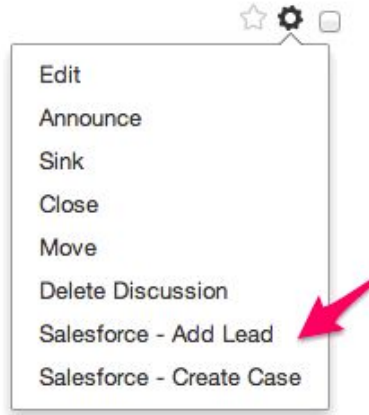 Edit
Announce
Sink
Close
Move
Delete Discussion
Salesforce - Add Lead
Salesforce - Create Case